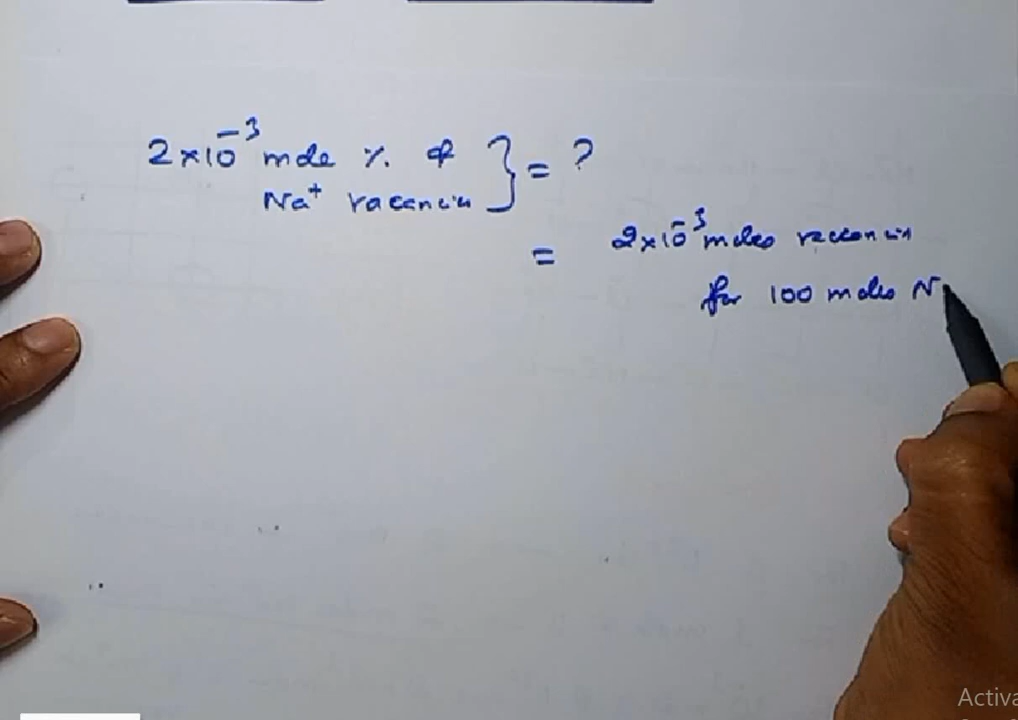 2×10⁻³ mole % of } = ?
Na⁺ vacancies
= 2×10⁻³ moles vacancies
for 100 moles N
Activa